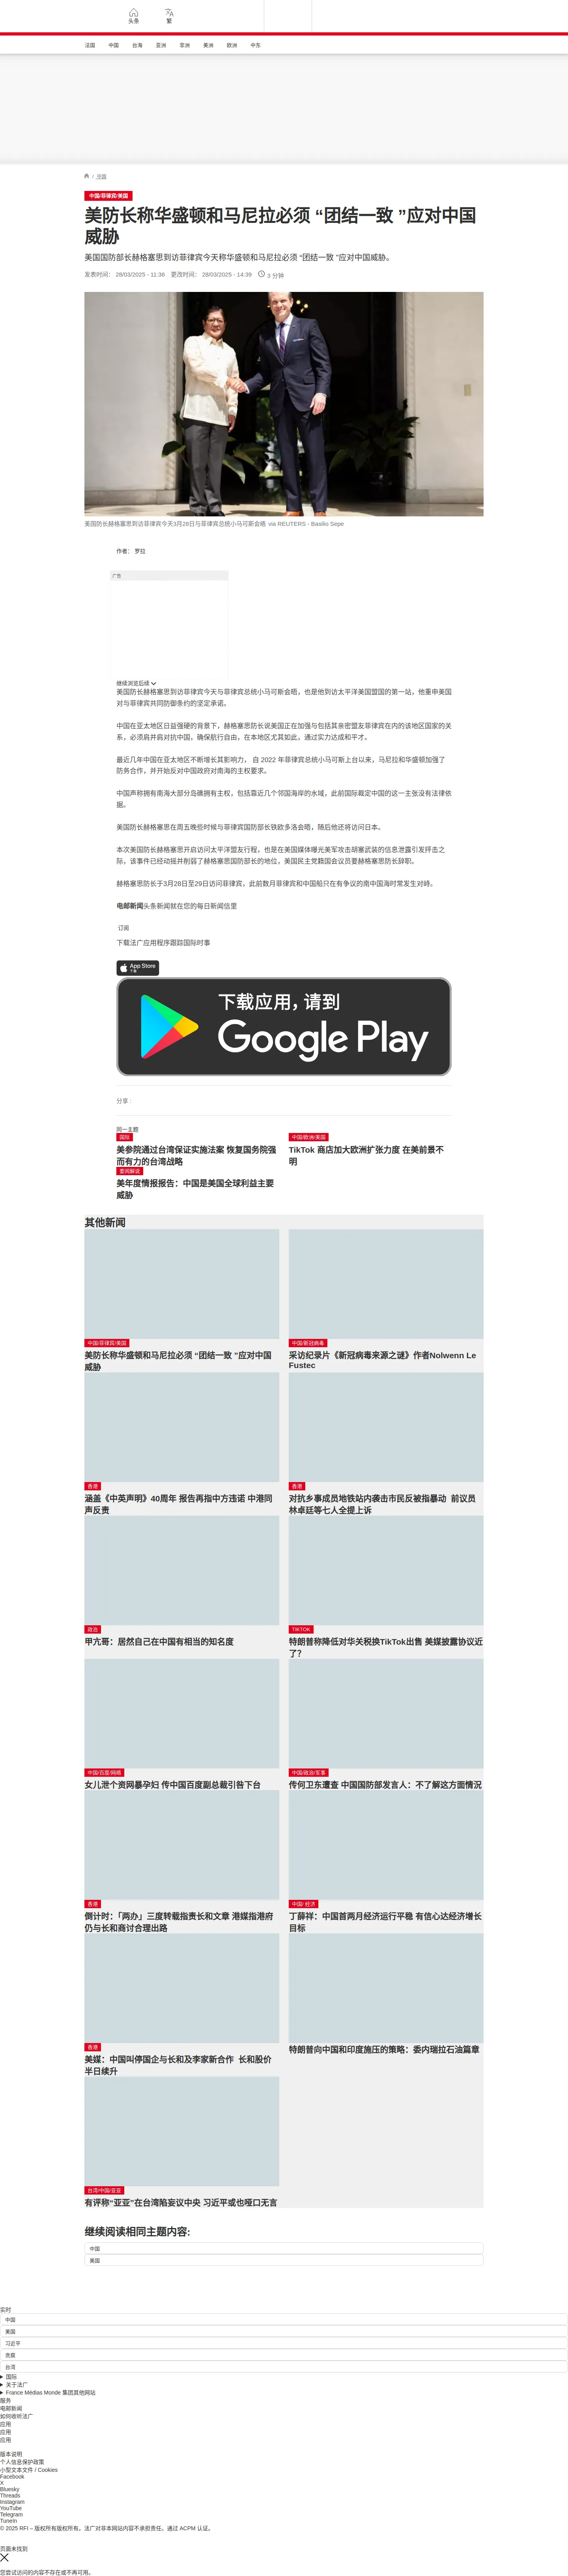 头条
繁
法国
中国
台海
亚洲
非洲
美洲
欧洲
中东
/ 中国
中国/菲律宾/美国
美防长称华盛顿和马尼拉必须 “团结一致 ”应对中国
威胁
美国国防部长赫格塞思到访菲律宾今天称华盛顿和马尼拉必须 “团结一致 ”应对中国威胁。
发表时间： 28/03/2025 - 11:36 更改时间： 28/03/2025 - 14:39 3 分钟
美国防长赫格塞思到访菲律宾今天3月28日与菲律宾总统小马可斯会晤 via REUTERS - Basilio Sepe
作者： 罗拉
广告
继续浏览后续
美国防长赫格塞思到访菲律宾今天与菲律宾总统小马可斯会晤，也是他到访太平洋美国盟国的第一站，他重申美国
对与菲律宾共同防御条约的坚定承诺。
中国在亚太地区日益强硬的背景下，赫格塞思防长说美国正在加强与包括其亲密盟友菲律宾在内的该地区国家的关
系，必须肩并肩对抗中国，确保航行自由，在本地区尤其如此，通过实力达成和平才。
最近几年中国在亚太地区不断增长其影响力， 自 2022 年菲律宾总统小马可斯上台以来，马尼拉和华盛顿加强了
防务合作，并开始反对中国政府对南海的主权要求。
中国声称拥有南海大部分岛礁拥有主权，包括靠近几个邻国海岸的水域，此前国际裁定中国的这一主张没有法律依
据。
美国防长赫格塞思在周五晚些时候与菲律宾国防部长铁欧多洛会晤，随后他还将访问日本。
本次美国防长赫格塞思开启访问太平洋盟友行程，也是在美国媒体曝光美军攻击胡塞武装的信息泄露引发抨击之
际，该事件已经动摇并削弱了赫格塞思国防部长的地位，美国民主党籍国会议员要赫格塞思防长辞职。
赫格塞思防长于3月28日至29日访问菲律宾，此前数月菲律宾和中国船只在有争议的南中国海时常发生对峙。
电邮新闻头条新闻就在您的每日新闻信里
订阅
下载法广应用程序跟踪国际时事
App Store
下载
下载应用，请到
Google Play
分享 :
同一主题
国际
美参院通过台湾保证实施法案 恢复国务院强
而有力的台湾战略
中国/欧洲/美国
TikTok 商店加大欧洲扩张力度 在美前景不
明
要闻解说
美年度情报报告：中国是美国全球利益主要
威胁
其他新闻
中国/菲律宾/美国
美防长称华盛顿和马尼拉必须 “团结一致 ”应对中国
威胁
中国/新冠病毒
采访纪录片《新冠病毒来源之谜》作者Nolwenn Le
Fustec
香港
涵盖《中英声明》40周年 报告再指中方违诺 中港同
声反责
香港
对抗乡事成员地铁站内袭击市民反被指暴动 前议员
林卓廷等七人全提上诉
政治
甲亢哥：居然自己在中国有相当的知名度
TIKTOK
特朗普称降低对华关税换TikTok出售 美媒披露协议近
了？
中国/百度/网络
女儿泄个资网暴孕妇 传中国百度副总裁引咎下台
中国/政治/军事
传何卫东遭查 中国国防部发言人：不了解这方面情况
香港
倒计时：「两办」三度转载指责长和文章 港媒指港府
仍与长和商讨合理出路
中国/ 经济
丁薛祥：中国首两月经济运行平稳 有信心达经济增长
目标
香港
美媒：中国叫停国企与长和及李家新合作 长和股价
半日续升
特朗普向中国和印度施压的策略：委内瑞拉石油篇章
台湾/中国/亚亚
有评称“亚亚”在台湾陷妄议中央 习近平或也哑口无言
继续阅读相同主题内容:
中国
美国
实时
中国
美国
习近平
贪腐
台湾
国际
关于法广
France Médias Monde 集团其他网站
服务
电邮新闻
如何收听法广
应用
应用
应用
版本说明
个人信息保护政策
小型文本文件 / Cookies
Facebook
X
Bluesky
Threads
Instagram
YouTube
Telegram
TuneIn
© 2025 RFI – 版权所有版权所有。法广对非本网站内容不承担责任。通过 ACPM 认证。
页面未找到
您尝试访问的内容不存在或不再可用。